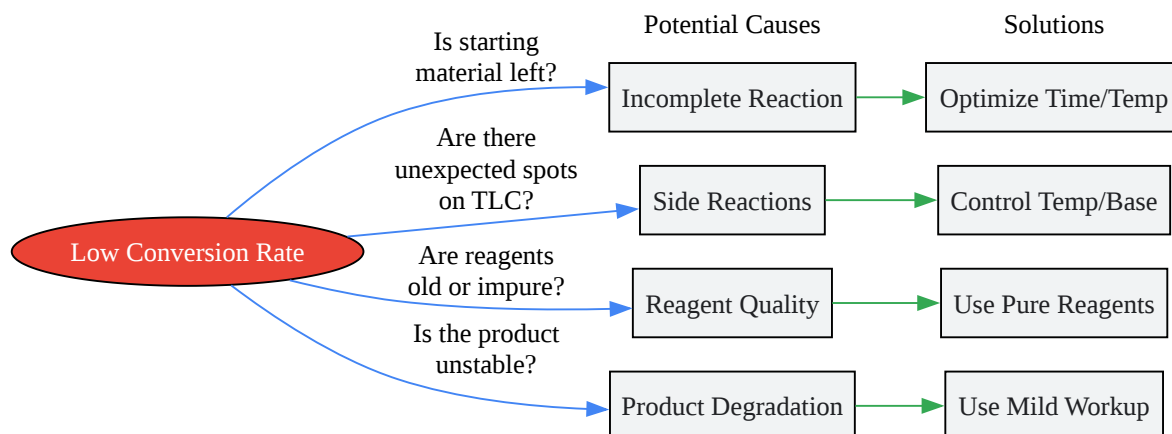 Potential Causes
Solutions
Is starting
material left?
Incomplete Reaction
Optimize Time/Temp
Are there
unexpected spots
on TLC?
Side Reactions
Control Temp/Base
Low Conversion Rate
Are reagents
old or impure?
Reagent Quality
Use Pure Reagents
Is the product
unstable?
Product Degradation
Use Mild Workup